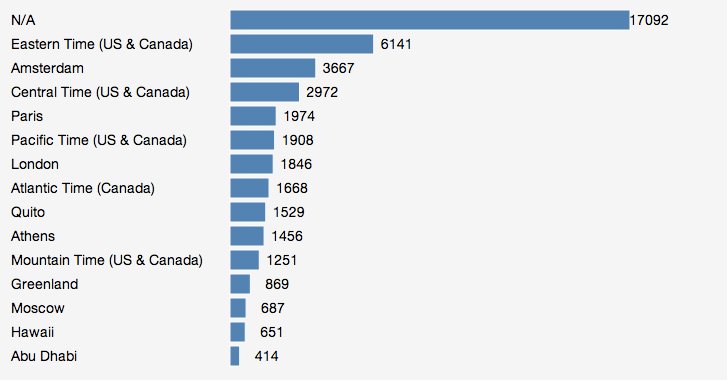 N/A 17092
Eastern Time (US & Canada) 6141
Amsterdam 3667
Central Time (US & Canada) 2972
Paris 1974
Pacific Time (US & Canada) 1908
London 1846
Atlantic Time (Canada) 1668
Quito 1529
Athens 1456
Mountain Time (US & Canada) 1251
Greenland 869
Moscow 687
Hawaii 651
Abu Dhabi 414